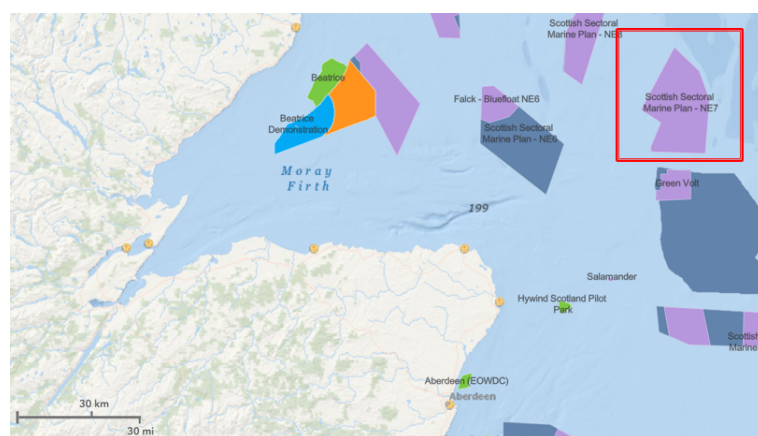 Scottish Sectoral
Marine Plan - NE8
Beatrice
Scottish Sectoral
Marine Plan - NE7
Falck - Bluefloat NE6
Beatrice
Demonstration
Scottish Sectoral
Marine Plan - NE6
Moray
Firth
Green Volt
199
Salamander
Hywind Scotland Pilot
Park
Scottish
Marine
Aberdeen (EOWDC)
Aberdeen
30 km
30 mi